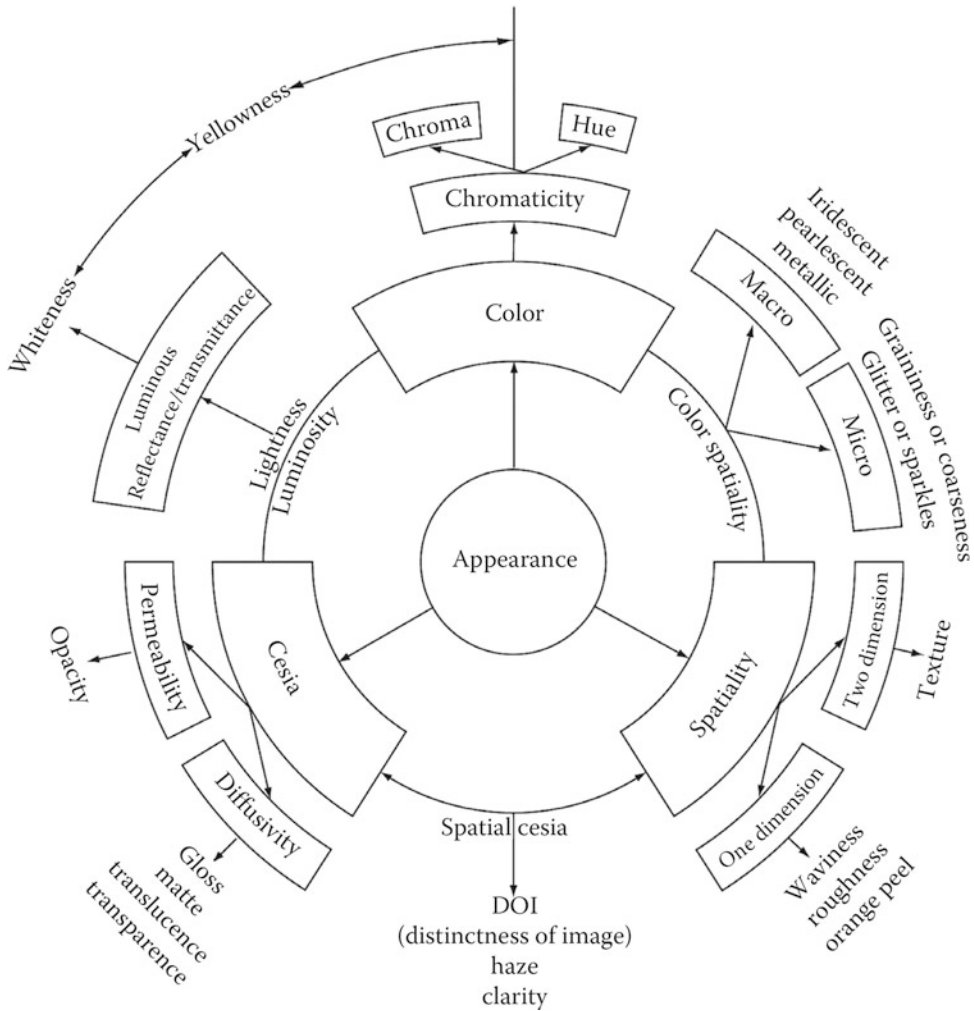 Yellowness
Chroma
Hue
Chromaticity
Color
Whiteness
Luminous
Reflectance/transmittance
Lightness
Luminosity
Color spatiality
Macro
Iridescent
pearlescent
metallic
Micro
Graininess or coarseness
Glitter or sparkles
Appearance
Cesia
Permeability
Opacity
Diffusivity
Gloss
matte
translucence
transparence
Spatiality
Two dimension
Texture
One dimension
Waviness
roughness
orange peel
Spatial cesia
DOI
(distinctness of image)
haze
clarity